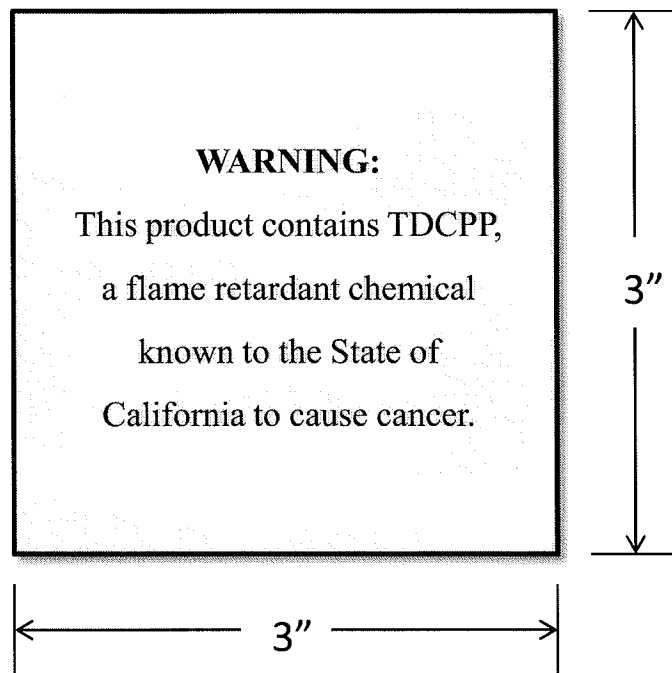 WARNING:
This product contains TDCPP,
a flame retardant chemical
known to the State of
California to cause cancer.
3”
3”